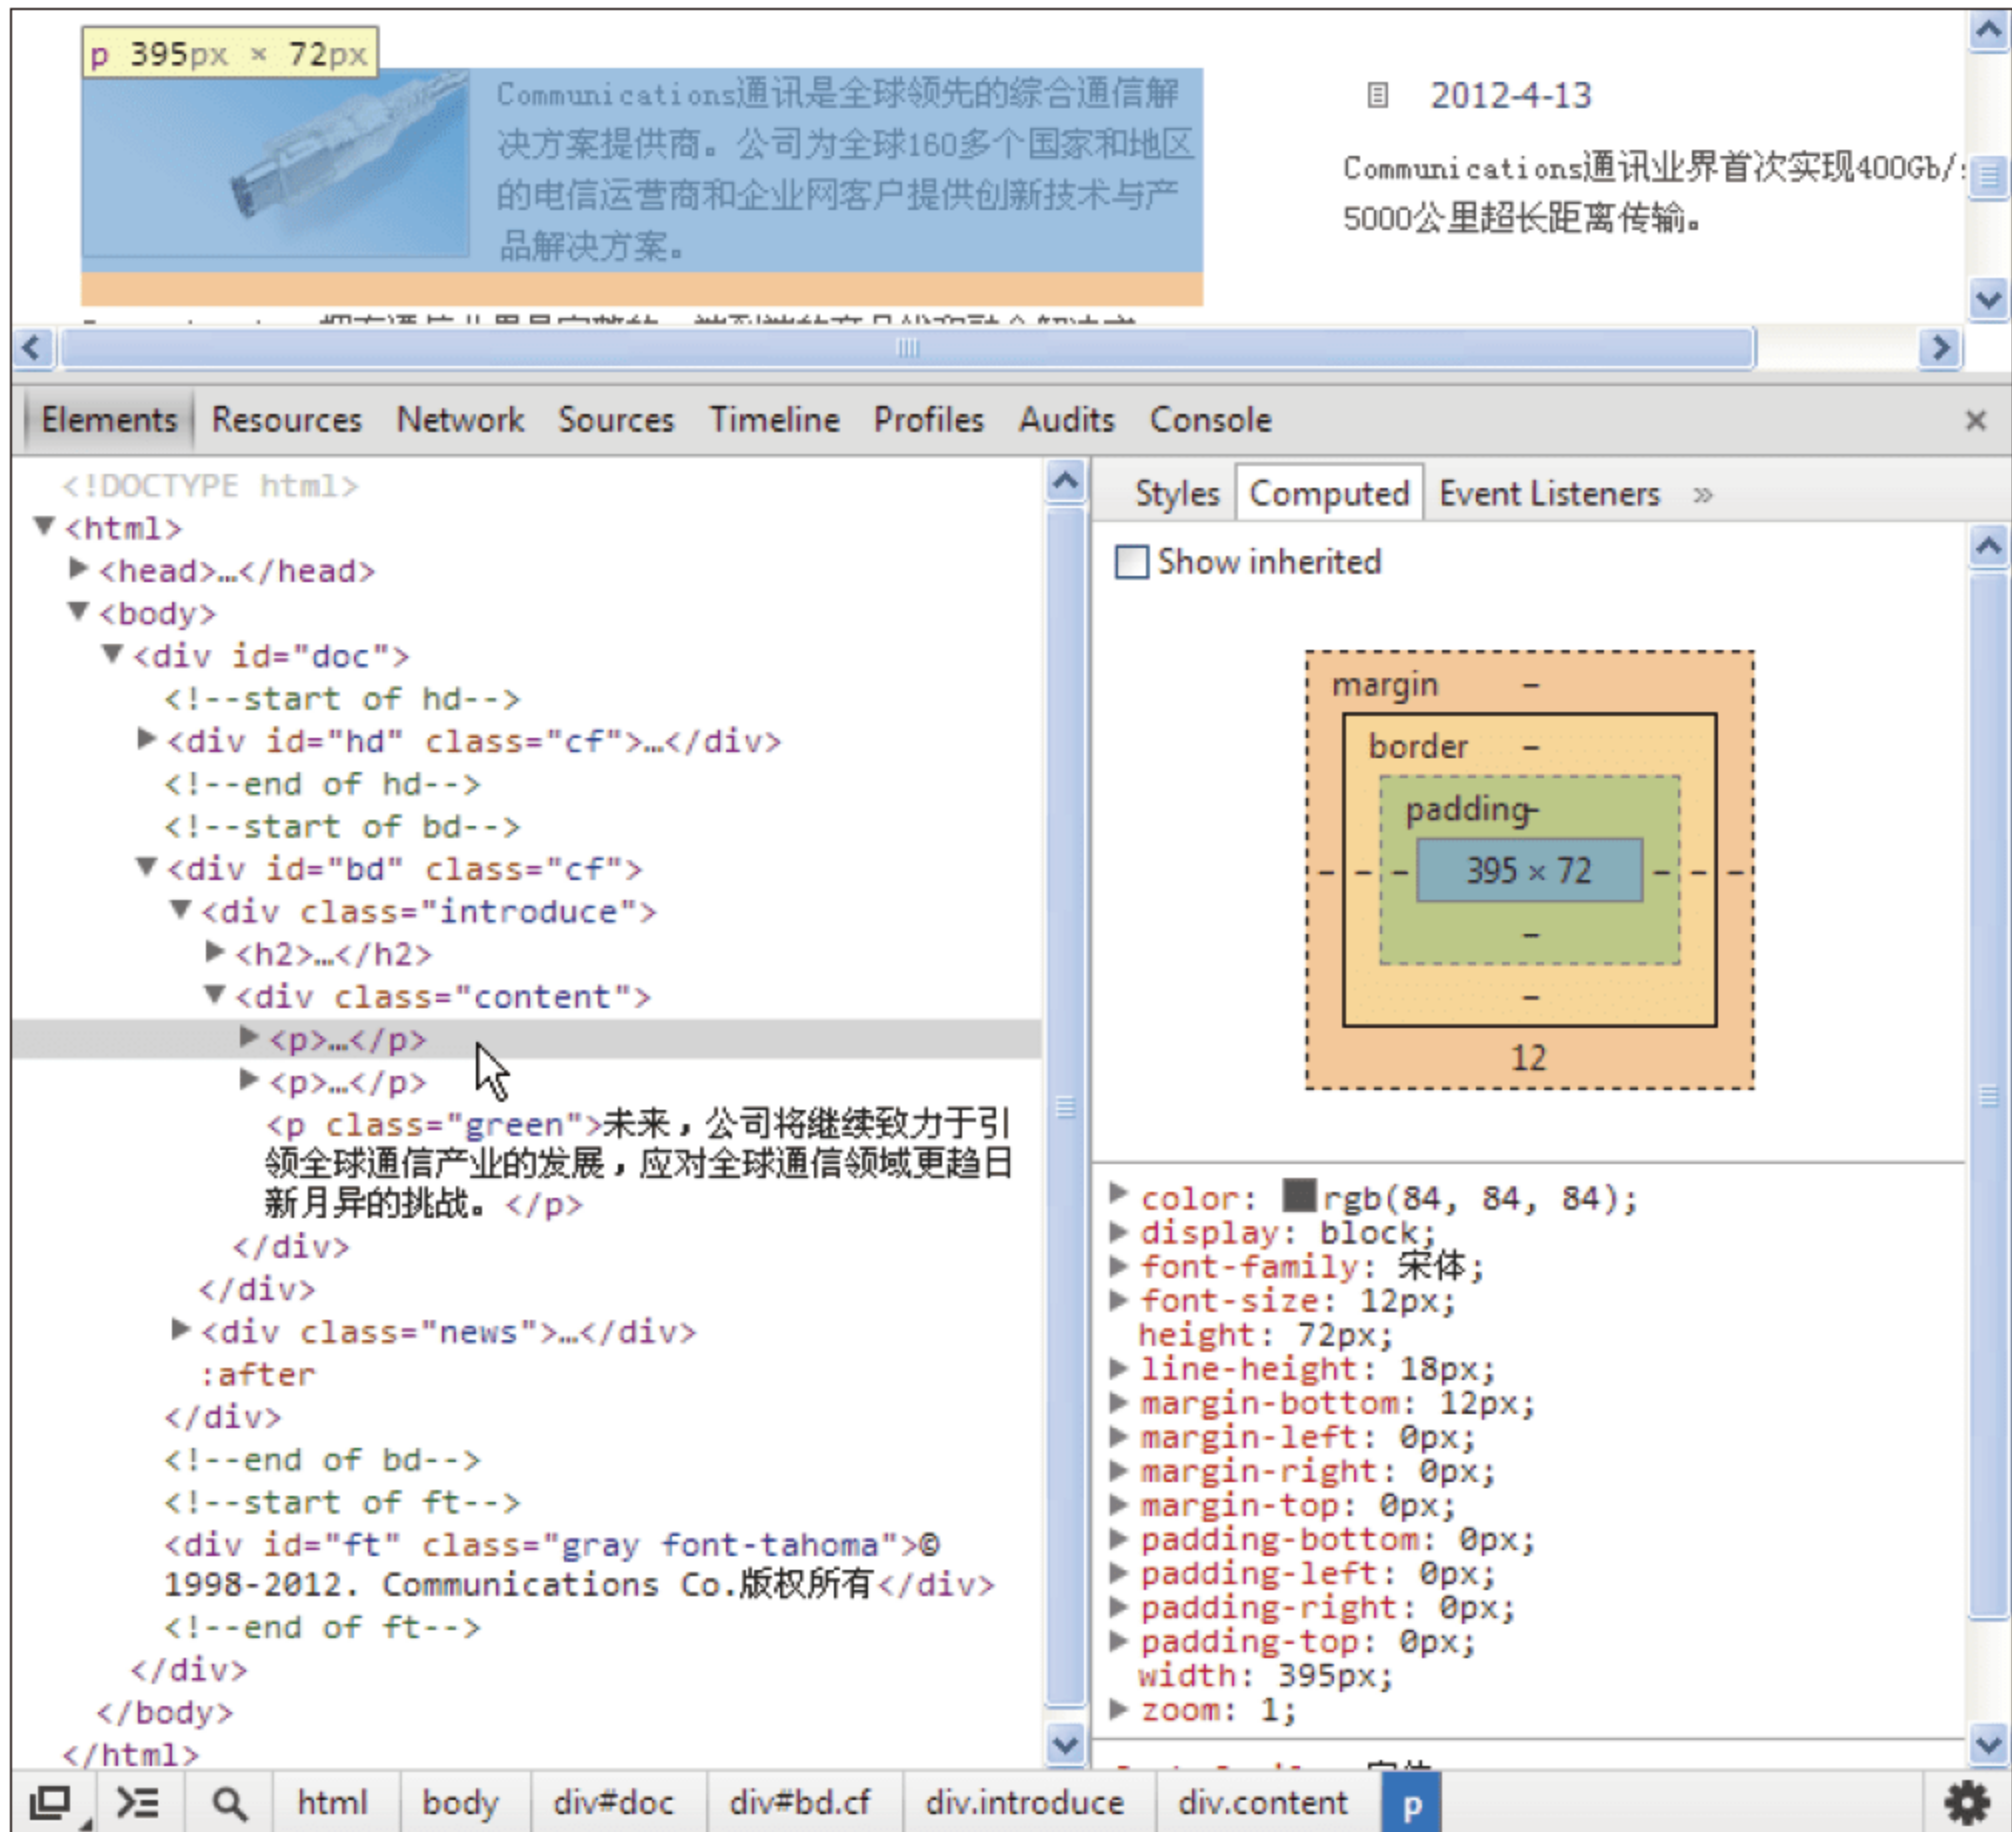 p 395px × 72px
Communications通讯是全球领先的综合通信解
决方案提供商。公司为全球160多个国家和地区
的电信运营商和企业网客户提供创新技术与产
品解决方案。
2012-4-13
Communications通讯业界首次实现400Gb/
5000公里超长距离传输。
Elements Resources Network Sources Timeline Profiles Audits Console ×
<!DOCTYPE html>
▼<html>
▶<head>…</head>
▼<body>
▼<div id="doc">
<!--start of hd-->
▶<div id="hd" class="cf">…</div>
<!--end of hd-->
<!--start of bd-->
▼<div id="bd" class="cf">
▼<div class="introduce">
▶<h2>…</h2>
▼<div class="content">
▶<p>…</p>
▶<p>…</p>
<p class="green">未来，公司将继续致力于引
领全球通信产业的发展，应对全球通信领域更趋日
新月异的挑战。</p>
</div>
</div>
▶<div class="news">…</div>
:after
</div>
<!--end of bd-->
<!--start of ft-->
<div id="ft" class="gray font-tahoma">©
1998-2012. Communications Co.版权所有</div>
<!--end of ft-->
</div>
</body>
</html>
Styles Computed Event Listeners »
Show inherited
margin –
border –
padding-
– – – 395 × 72 – – –
–
–
12
▶color: rgb(84, 84, 84);
▶display: block;
▶font-family: 宋体;
▶font-size: 12px;
height: 72px;
▶line-height: 18px;
▶margin-bottom: 12px;
▶margin-left: 0px;
▶margin-right: 0px;
▶margin-top: 0px;
▶padding-bottom: 0px;
▶padding-left: 0px;
▶padding-right: 0px;
▶padding-top: 0px;
width: 395px;
▶zoom: 1;
html body div#doc div#bd.cf div.introduce div.content p